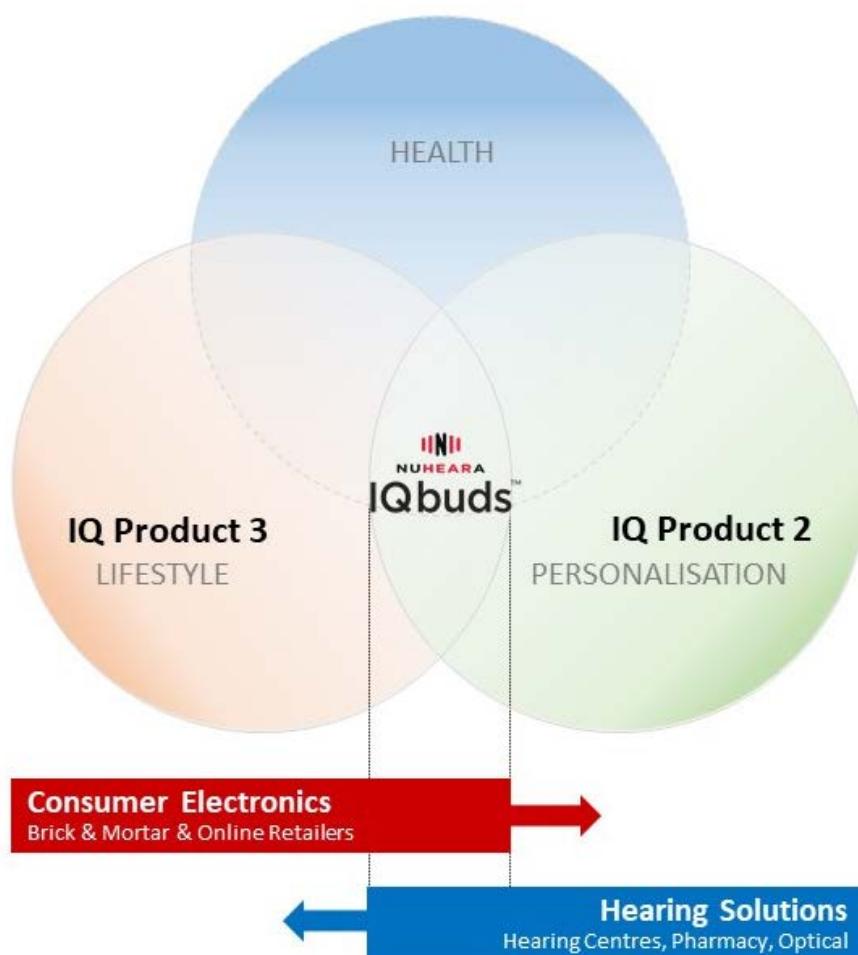 HEALTH
NUHEARA
IQbuds™
IQ Product 3
LIFESTYLE
IQ Product 2
PERSONALISATION
Consumer Electronics
Brick & Mortar & Online Retailers
Hearing Solutions
Hearing Centres, Pharmacy, Optical